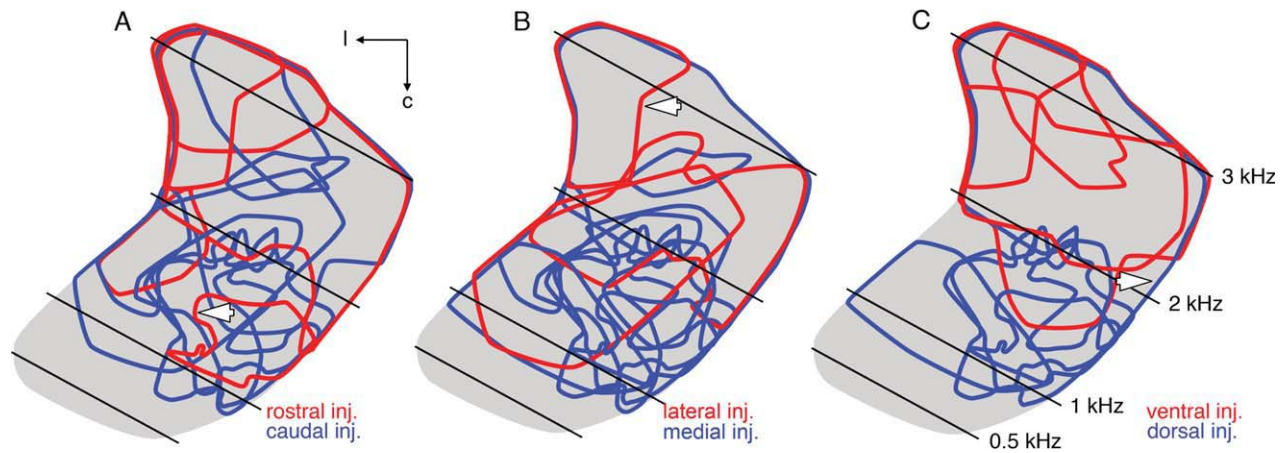 A
B
C
l
c
3 kHz
2 kHz
1 kHz
0.5 kHz
rostral inj.
caudal inj.
lateral inj.
medial inj.
ventral inj.
dorsal inj.